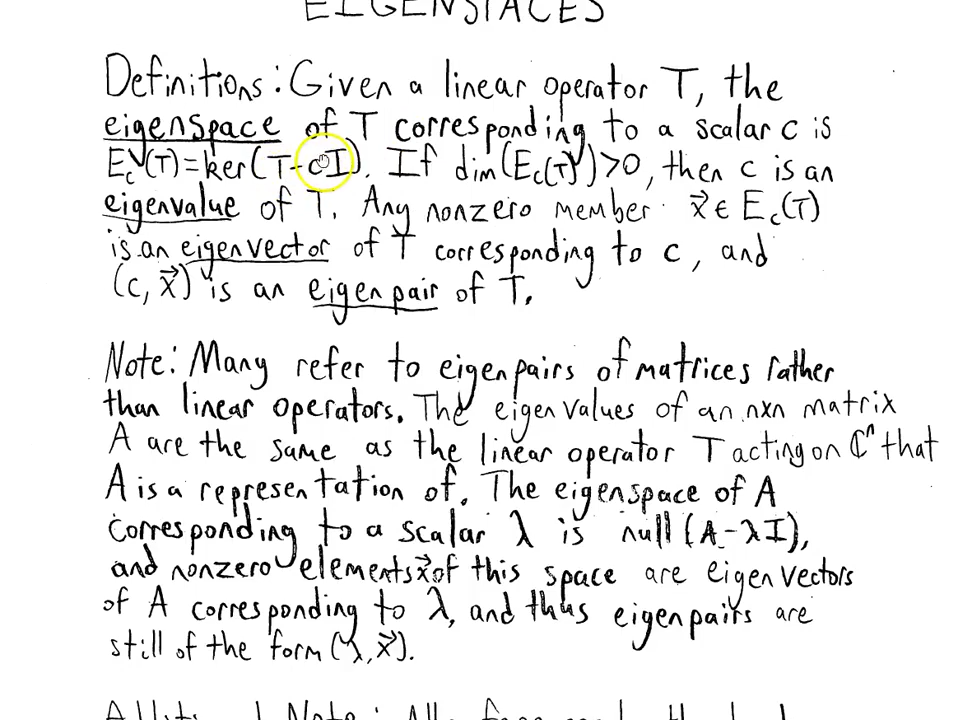 EIGENSPACES
Definitions: Given a linear operator T, the
eigenspace of T corresponding to a scalar c is
E_c(T)=ker(T-cI). If dim(E_c(T))>0, then c is an
eigenvalue of T. Any nonzero member x⃗ ∈ E_c(T)
is an eigenvector of T corresponding to c, and
(c, x⃗) is an eigenpair of T.
Note: Many refer to eigenpairs of matrices rather
than linear operators. The eigenvalues of an nxn matrix
A are the same as the linear operator T acting on ℂⁿ that
A is a representation of. The eigenspace of A
corresponding to a scalar λ is null(A-λI),
and nonzero elements x⃗ of this space are eigenvectors
of A corresponding to λ, and thus eigenpairs are
still of the form (λ, x⃗).